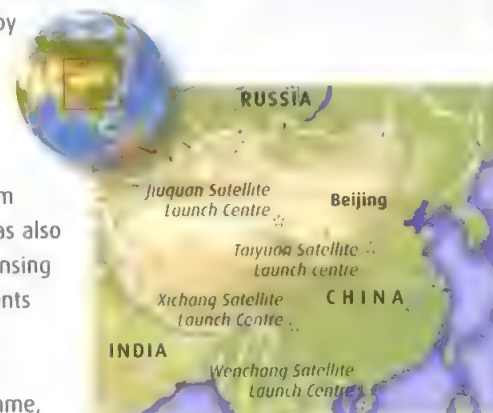 by
m
as also
nsing
nts
ame,
RUSSIA
Jiuquan Satellite
Launch Centre
Beijing
Taiyuan Satellite
Launch centre
Xichang Satellite
Launch Centre
CHINA
INDIA
Wenchang Satellite
Launch Centre